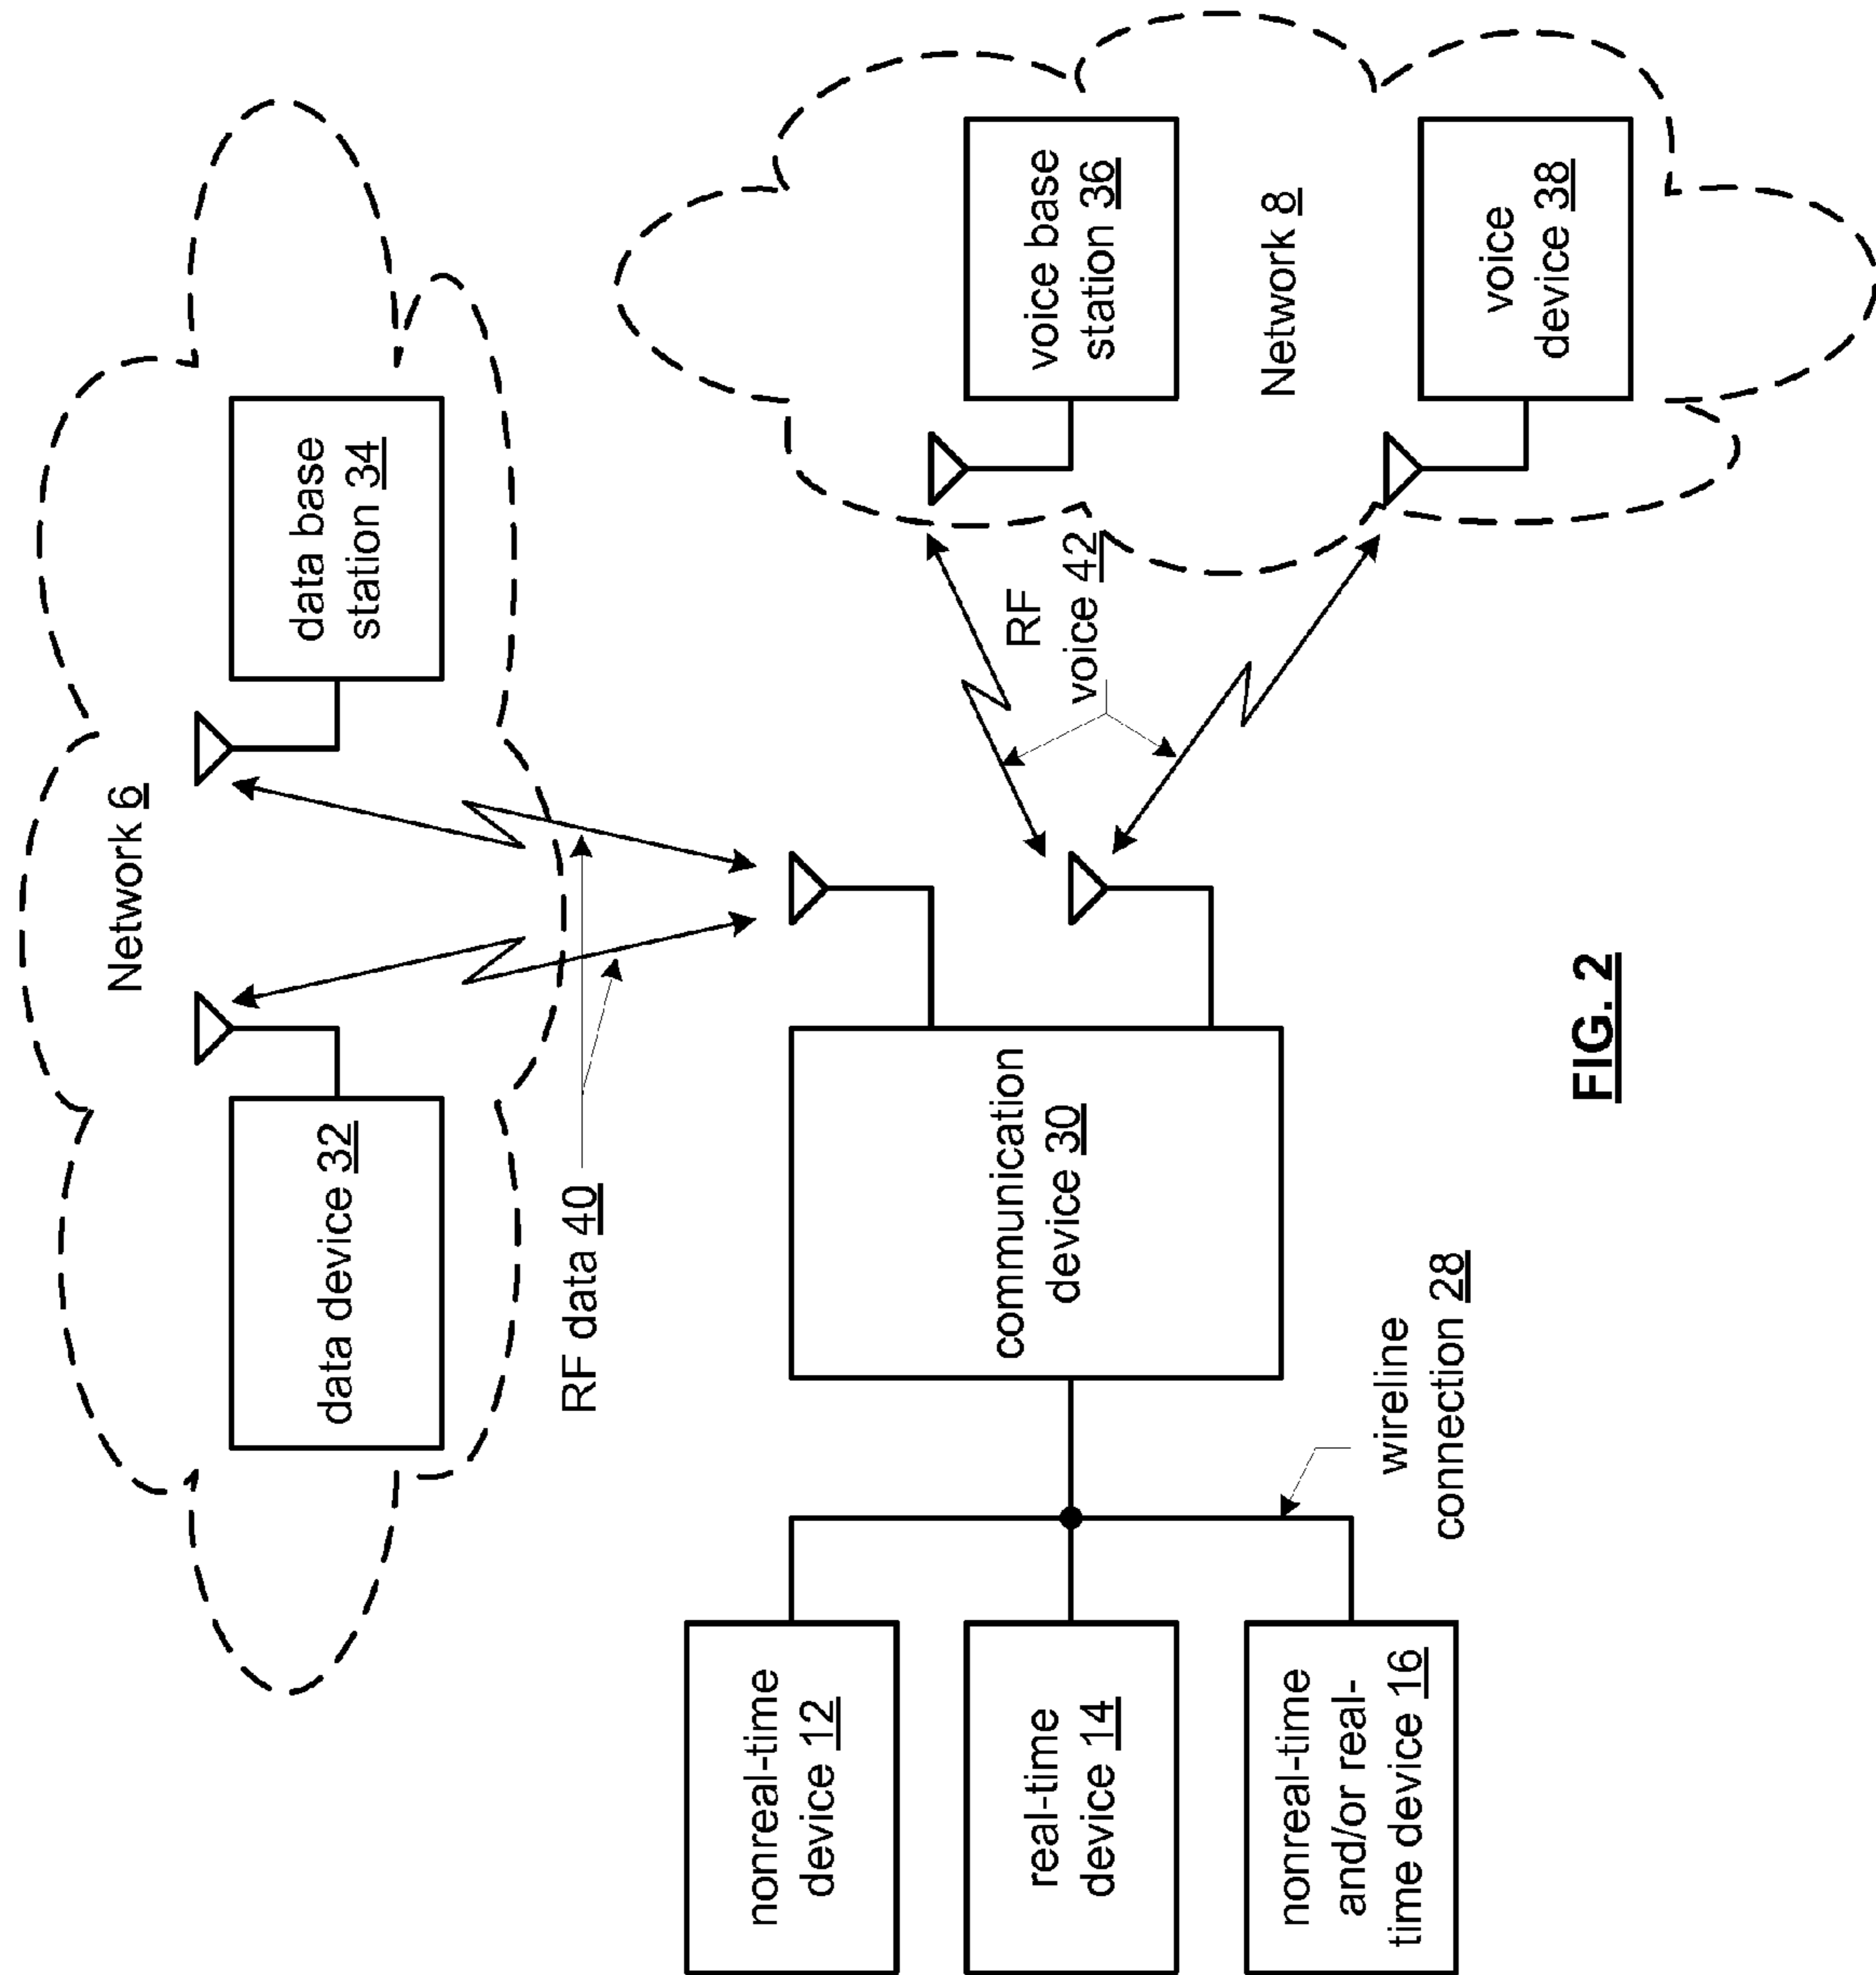 Network 6
data device 32
data base
station 34
RF data 40
nonreal-time
device 12
real-time
device 14
nonreal-time
and/or real-
time device 16
communication
device 30
wireline
connection 28
RF
voice 42
voice base
station 36
Network 8
voice
device 38
FIG. 2